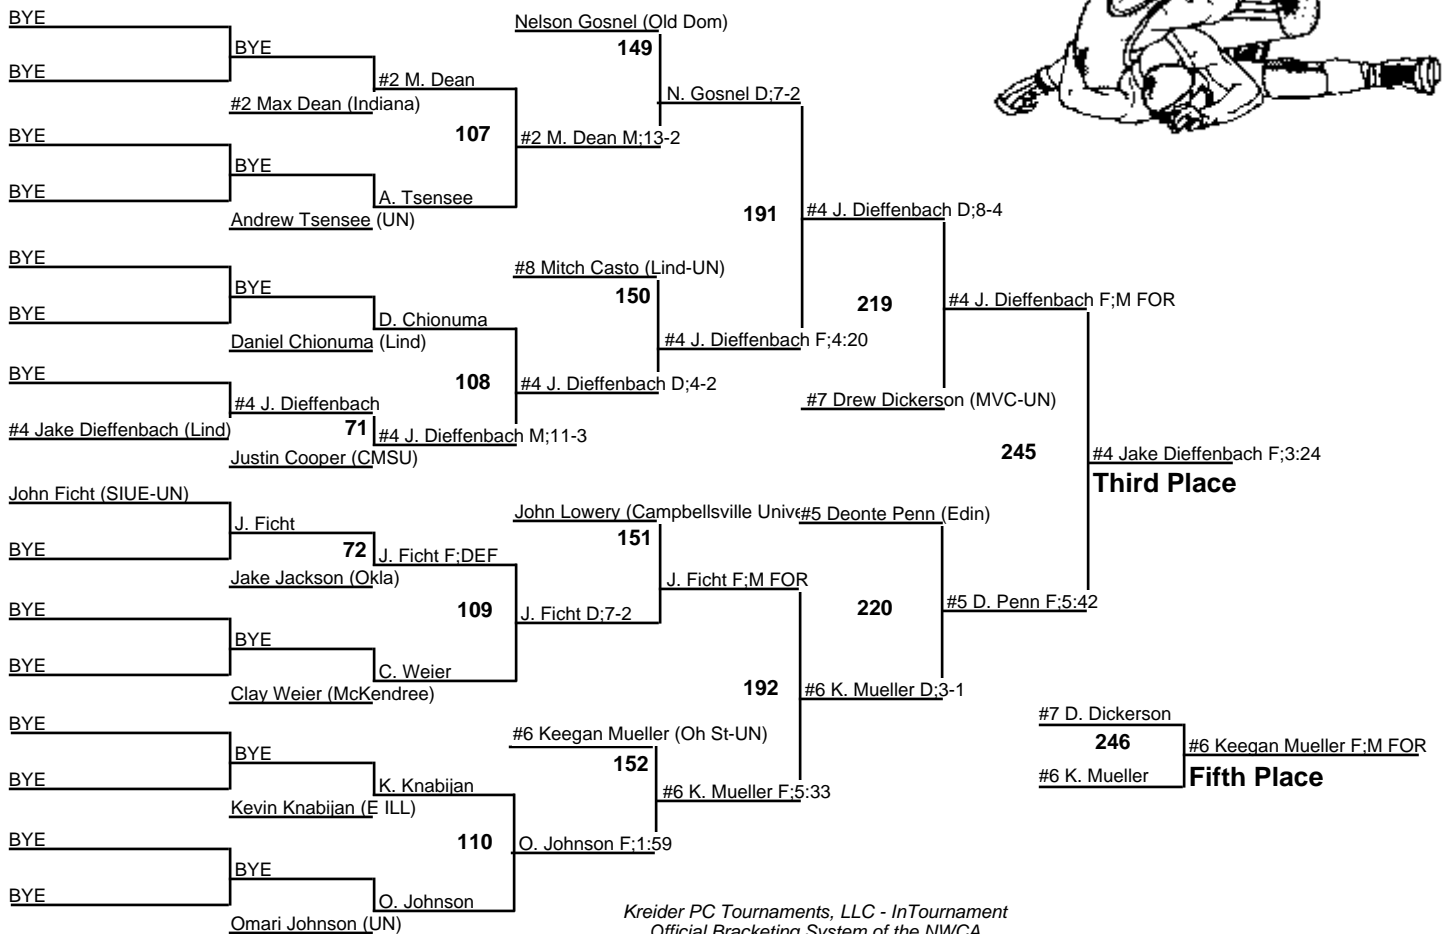 BYE
Nelson Gosnel (Old Dom)
BYE
149
BYE
#2 M. Dean
#2 Max Dean (Indiana)
N. Gosnel D;7-2
BYE
107
#2 M. Dean M;13-2
BYE
BYE
A. Tsensee
Andrew Tsensee (UN)
191
#4 J. Dieffenbach D;8-4
BYE
#8 Mitch Casto (Lind-UN)
BYE
150
219
#4 J. Dieffenbach F;M FOR
BYE
D. Chionuma
Daniel Chionuma (Lind)
#4 J. Dieffenbach F;4:20
BYE
108
#4 J. Dieffenbach D;4-2
#4 J. Dieffenbach
#7 Drew Dickerson (MVC-UN)
#4 Jake Dieffenbach (Lind)
71
#4 J. Dieffenbach M;11-3
Justin Cooper (CMSU)
245
#4 Jake Dieffenbach F;3:24
Third Place
John Ficht (SIUE-UN)
John Lowery (Campbellsville Unive
#5 Deonte Penn (Edin)
J. Ficht
151
BYE
72
J. Ficht F;DEF
Jake Jackson (Okla)
J. Ficht F;M FOR
BYE
109
J. Ficht D;7-2
220
#5 D. Penn F;5:42
BYE
BYE
C. Weier
Clay Weier (McKendree)
192
#6 K. Mueller D;3-1
BYE
#6 Keegan Mueller (Oh St-UN)
#7 D. Dickerson
BYE
152
246
#6 Keegan Mueller F;M FOR
BYE
K. Knabijan
#6 K. Mueller
Fifth Place
Kevin Knabijan (E ILL)
#6 K. Mueller F;5:33
BYE
110
O. Johnson F;1:59
BYE
BYE
O. Johnson
Omari Johnson (UN)
Kreider PC Tournaments, LLC - InTournament
Official Bracketing System of the NWCA